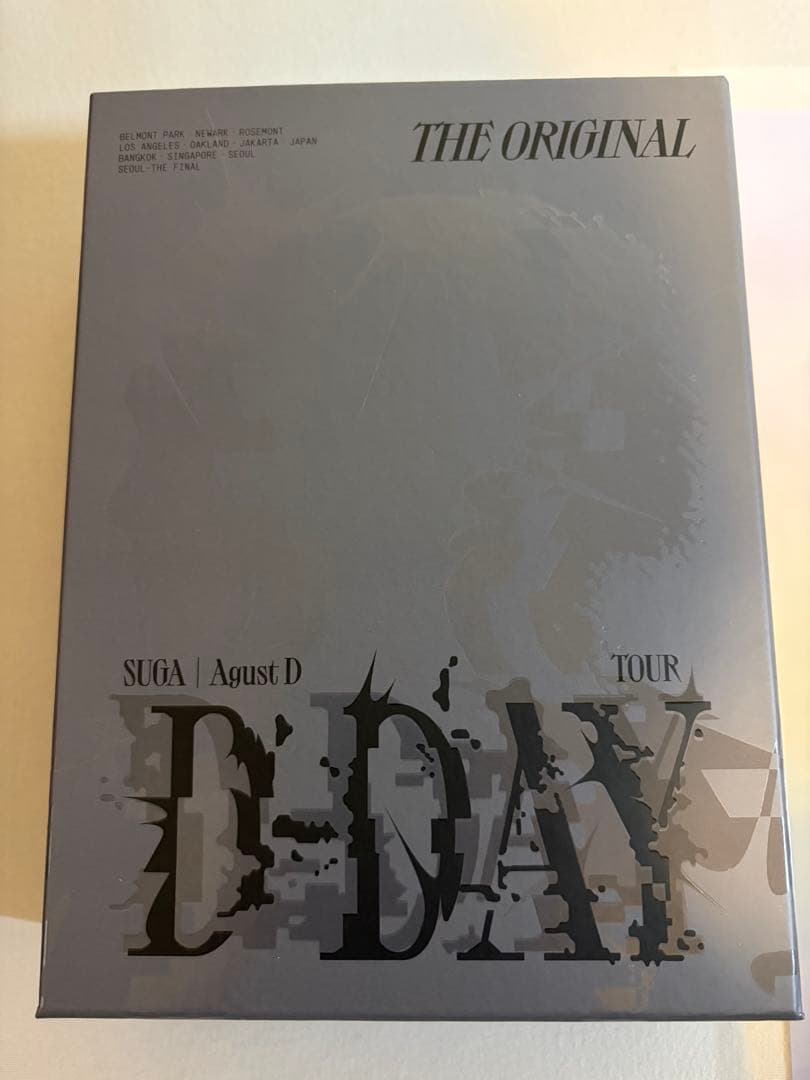 BELMONT PARK · NEWARK · ROSEMONT
LOS ANGELES · OAKLAND · JAKARTA · JAPAN
BANGKOK · SINGAPORE · SEOUL
SEOUL-THE FINAL
THE ORIGINAL
SUGA | Agust D
TOUR
D-DAY